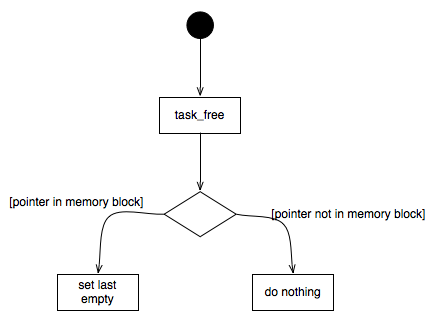 task_free
[pointer in memory block]
[pointer not in memory block]
set last
empty
do nothing